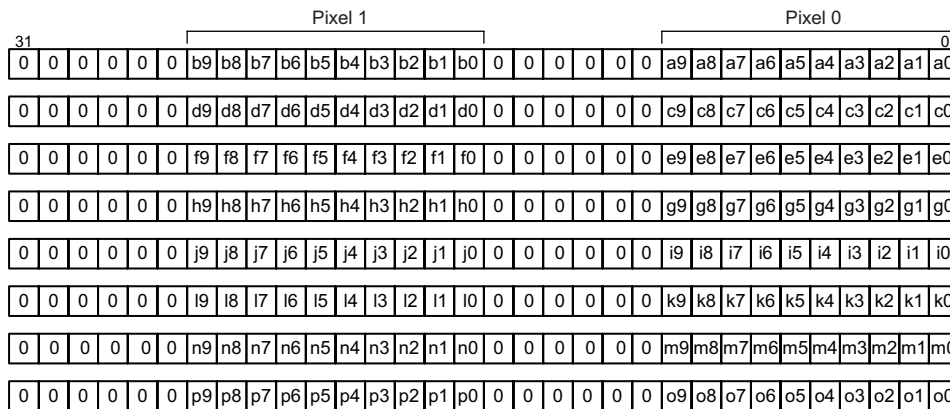 Pixel 1 Pixel 0
31 0
0 0 0 0 0 0 b9 b8 b7 b6 b5 b4 b3 b2 b1 b0 0 0 0 0 0 0 a9 a8 a7 a6 a5 a4 a3 a2 a1 a0
0 0 0 0 0 0 d9 d8 d7 d6 d5 d4 d3 d2 d1 d0 0 0 0 0 0 0 c9 c8 c7 c6 c5 c4 c3 c2 c1 c0
0 0 0 0 0 0 f9 f8 f7 f6 f5 f4 f3 f2 f1 f0 0 0 0 0 0 0 e9 e8 e7 e6 e5 e4 e3 e2 e1 e0
0 0 0 0 0 0 h9 h8 h7 h6 h5 h4 h3 h2 h1 h0 0 0 0 0 0 0 g9 g8 g7 g6 g5 g4 g3 g2 g1 g0
0 0 0 0 0 0 j9 j8 j7 j6 j5 j4 j3 j2 j1 j0 0 0 0 0 0 0 i9 i8 i7 i6 i5 i4 i3 i2 i1 i0
0 0 0 0 0 0 l9 l8 l7 l6 l5 l4 l3 l2 l1 l0 0 0 0 0 0 0 k9 k8 k7 k6 k5 k4 k3 k2 k1 k0
0 0 0 0 0 0 n9 n8 n7 n6 n5 n4 n3 n2 n1 n0 0 0 0 0 0 0 m9 m8 m7 m6 m5 m4 m3 m2 m1 m0
0 0 0 0 0 0 p9 p8 p7 p6 p5 p4 p3 p2 p1 p0 0 0 0 0 0 0 o9 o8 o7 o6 o5 o4 o3 o2 o1 o0